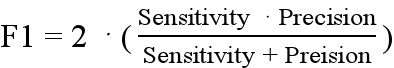 F1 = 2 · ( Sensitivity · Precision / Sensitivity + Preision )